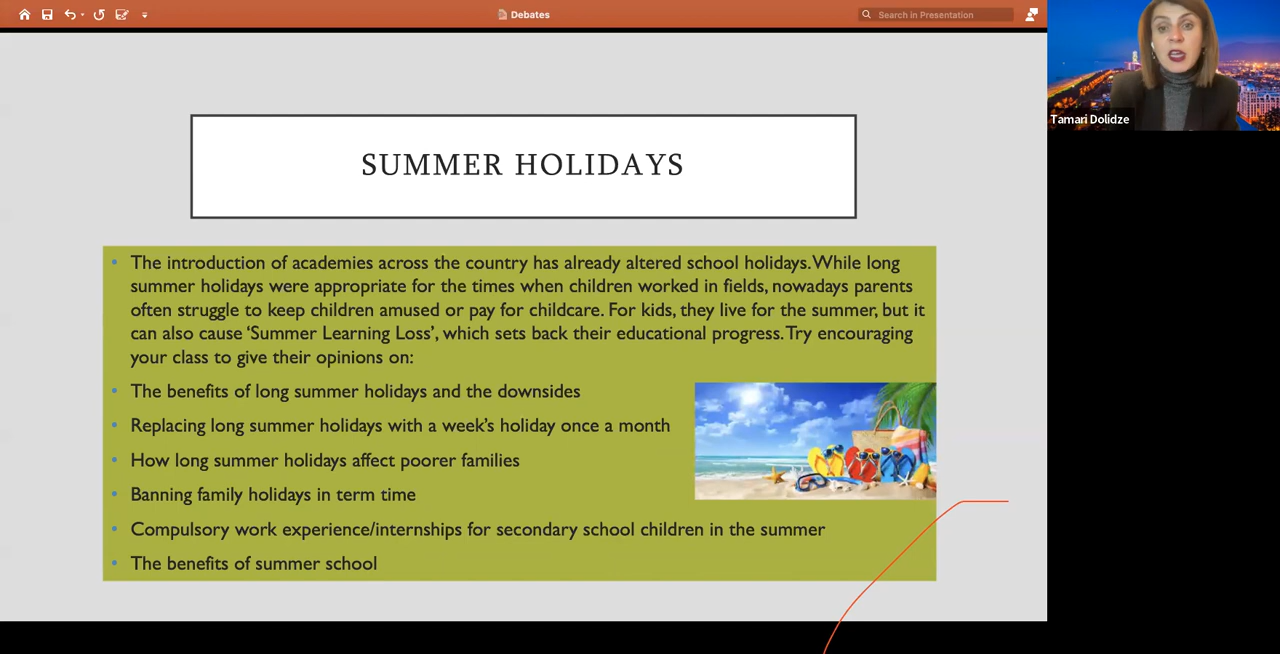 Debates
Search in Presentation
Tamari Dolidze
SUMMER HOLIDAYS
• The introduction of academies across the country has already altered school holidays. While long
summer holidays were appropriate for the times when children worked in fields, nowadays parents
often struggle to keep children amused or pay for childcare. For kids, they live for the summer, but it
can also cause ‘Summer Learning Loss’, which sets back their educational progress. Try encouraging
your class to give their opinions on:
• The benefits of long summer holidays and the downsides
• Replacing long summer holidays with a week’s holiday once a month
• How long summer holidays affect poorer families
• Banning family holidays in term time
• Compulsory work experience/internships for secondary school children in the summer
• The benefits of summer school